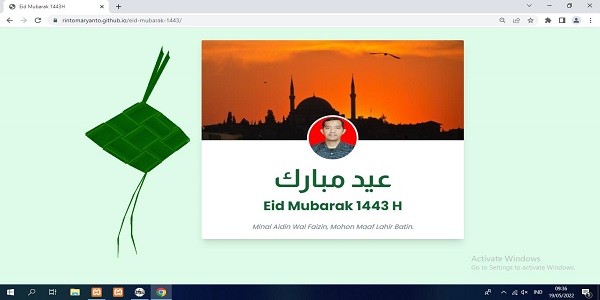 Eid Mubarak 1443H
rintomaryanto.github.io/eid-mubarak-1443/
عيد مبارك
Eid Mubarak 1443 H
Minal Aidin Wal Faizin, Mohon Maaf Lahir Batin.
Activate Windows
Go to Settings to activate Windows.
IND
09:36
19/05/2022